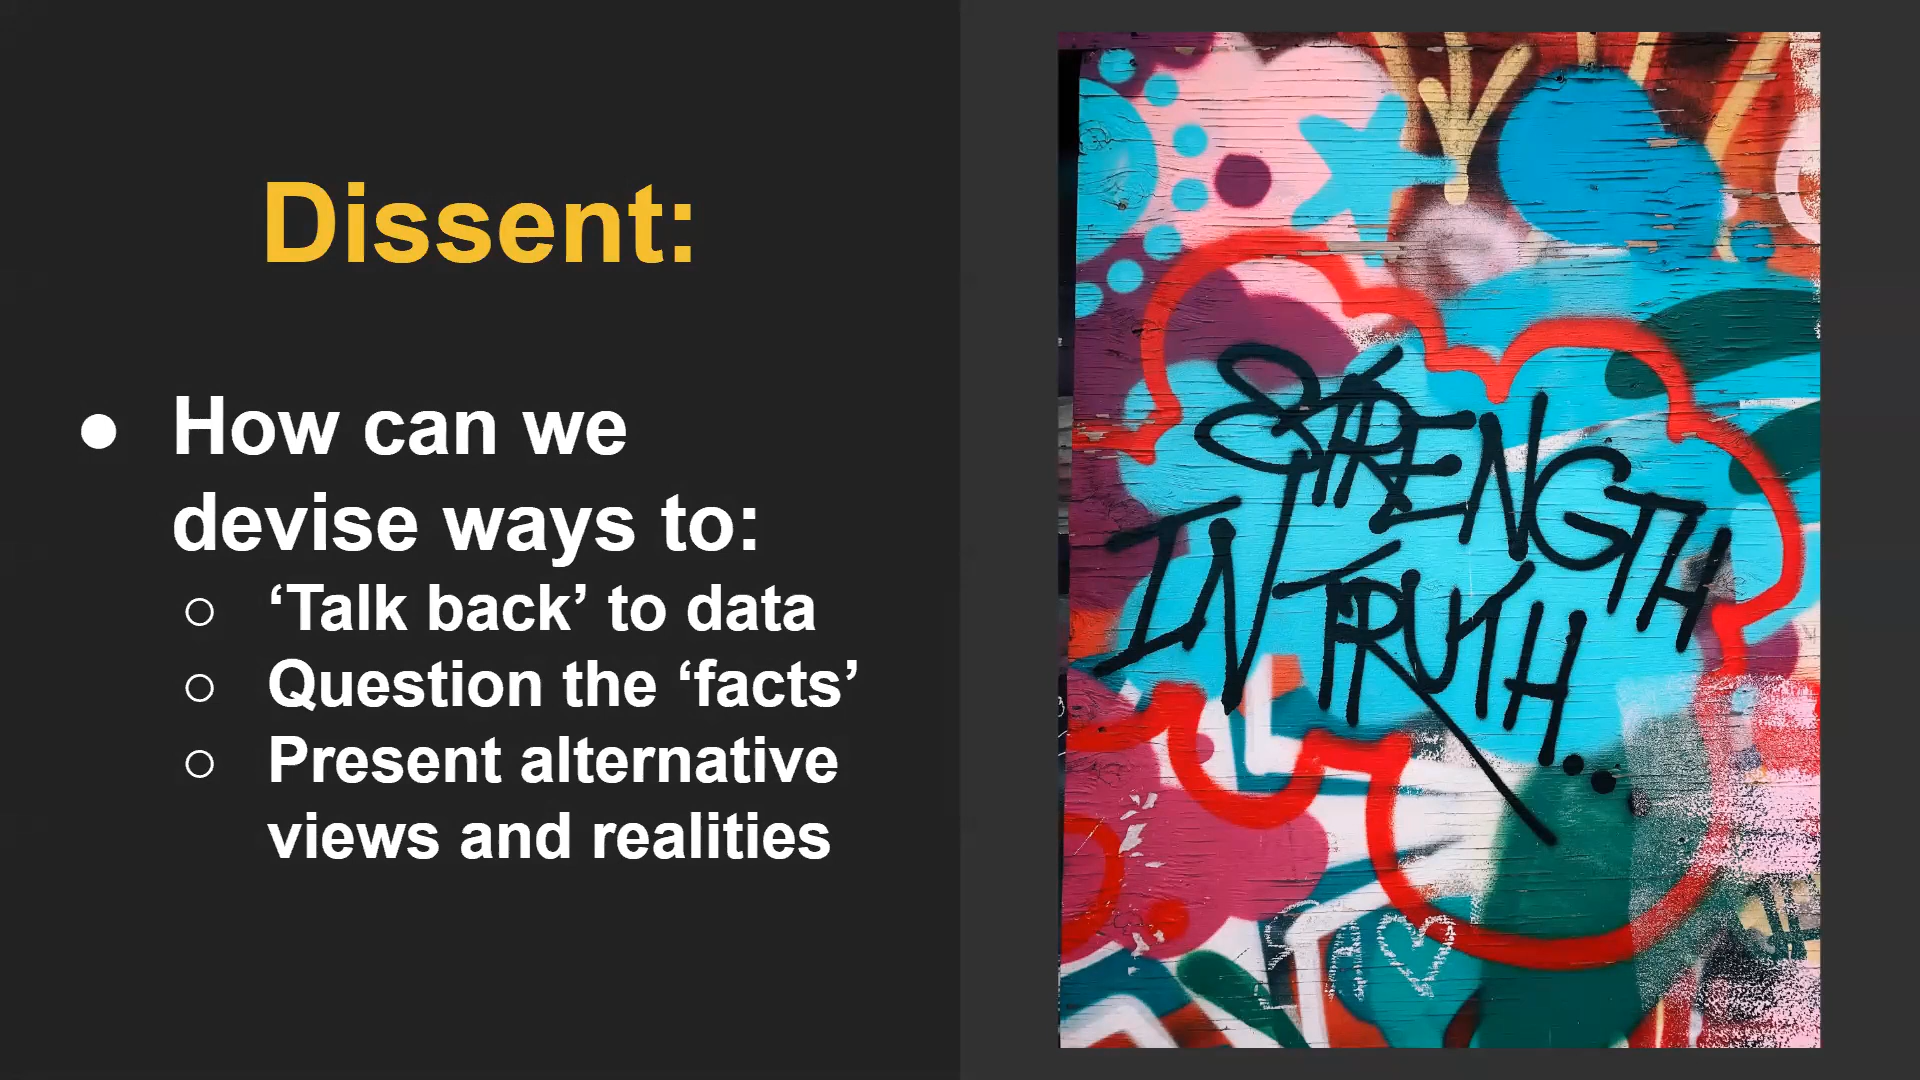 Dissent:
● How can we
devise ways to:
○ ‘Talk back’ to data
○ Question the ‘facts’
○ Present alternative
views and realities
STRENGTH
IN TRUTH..